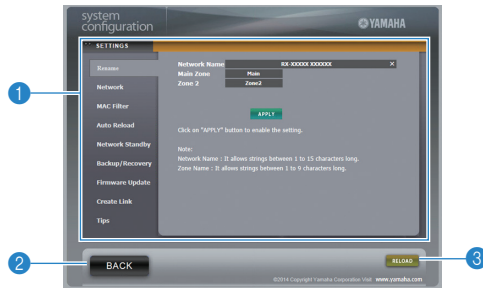 system
configuration
YAMAHA
SETTINGS
Rename
Network
MAC Filter
Auto Reload
Network Standby
Backup/Recovery
Firmware Update
Create Link
Tips
Network Name RX-XXXXX XXXXXX ×
Main Zone Main
Zone 2 Zone2
APPLY
Click on "APPLY" button to enable the setting.
Note:
Network Name : It allows strings between 1 to 15 characters long.
Zone Name : It allows strings between 1 to 9 characters long.
1
2
BACK
RELOAD
3
©2014 Copyright Yamaha Corporation Visit www.yamaha.com